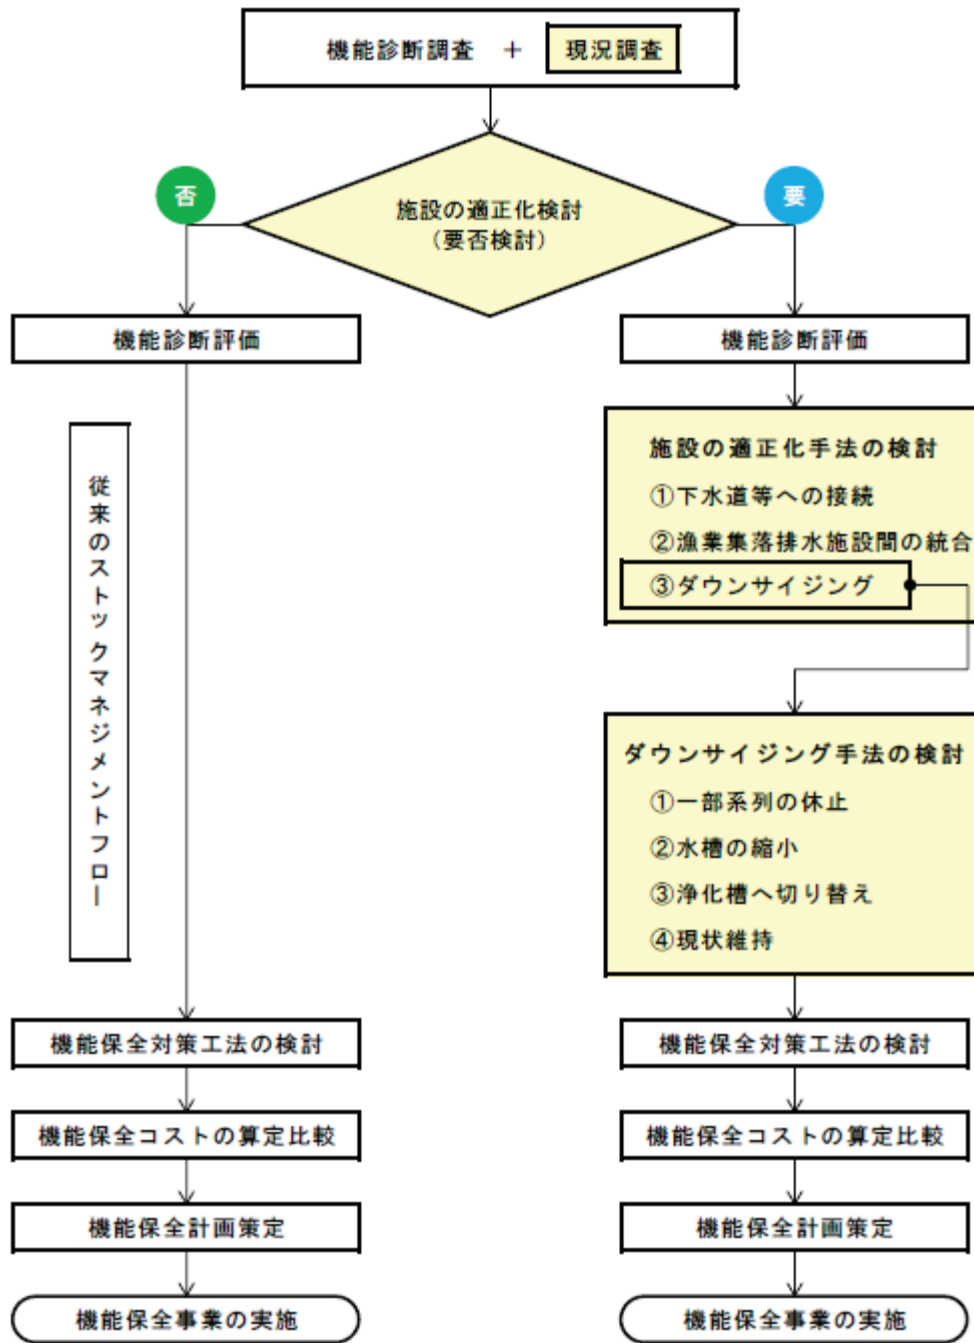 機能診断調査 + 現況調査
否
施設の適正化検討
(要否検討)
要
機能診断評価
従来のストックマネジメントフロー
機能保全対策工法の検討
機能保全コストの算定比較
機能保全計画策定
機能保全事業の実施
機能診断評価
施設の適正化手法の検討
①下水道等への接続
②漁業集落排水施設間の統合
③ダウンサイジング
ダウンサイジング手法の検討
①一部系列の休止
②水槽の縮小
③浄化槽へ切り替え
④現状維持
機能保全対策工法の検討
機能保全コストの算定比較
機能保全計画策定
機能保全事業の実施